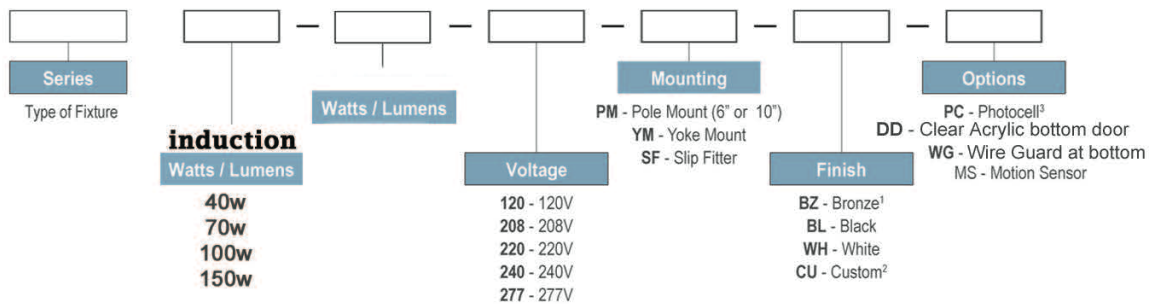 Series
Type of Fixture
induction
Watts / Lumens
40w
70w
100w
150w
Watts / Lumens
Voltage
120 - 120V
208 - 208V
220 - 220V
240 - 240V
277 - 277V
Mounting
PM - Pole Mount (6” or 10”)
YM - Yoke Mount
SF - Slip Fitter
Finish
BZ - Bronze¹
BL - Black
WH - White
CU - Custom²
Options
PC - Photocell³
DD - Clear Acrylic bottom door
WG - Wire Guard at bottom
MS - Motion Sensor